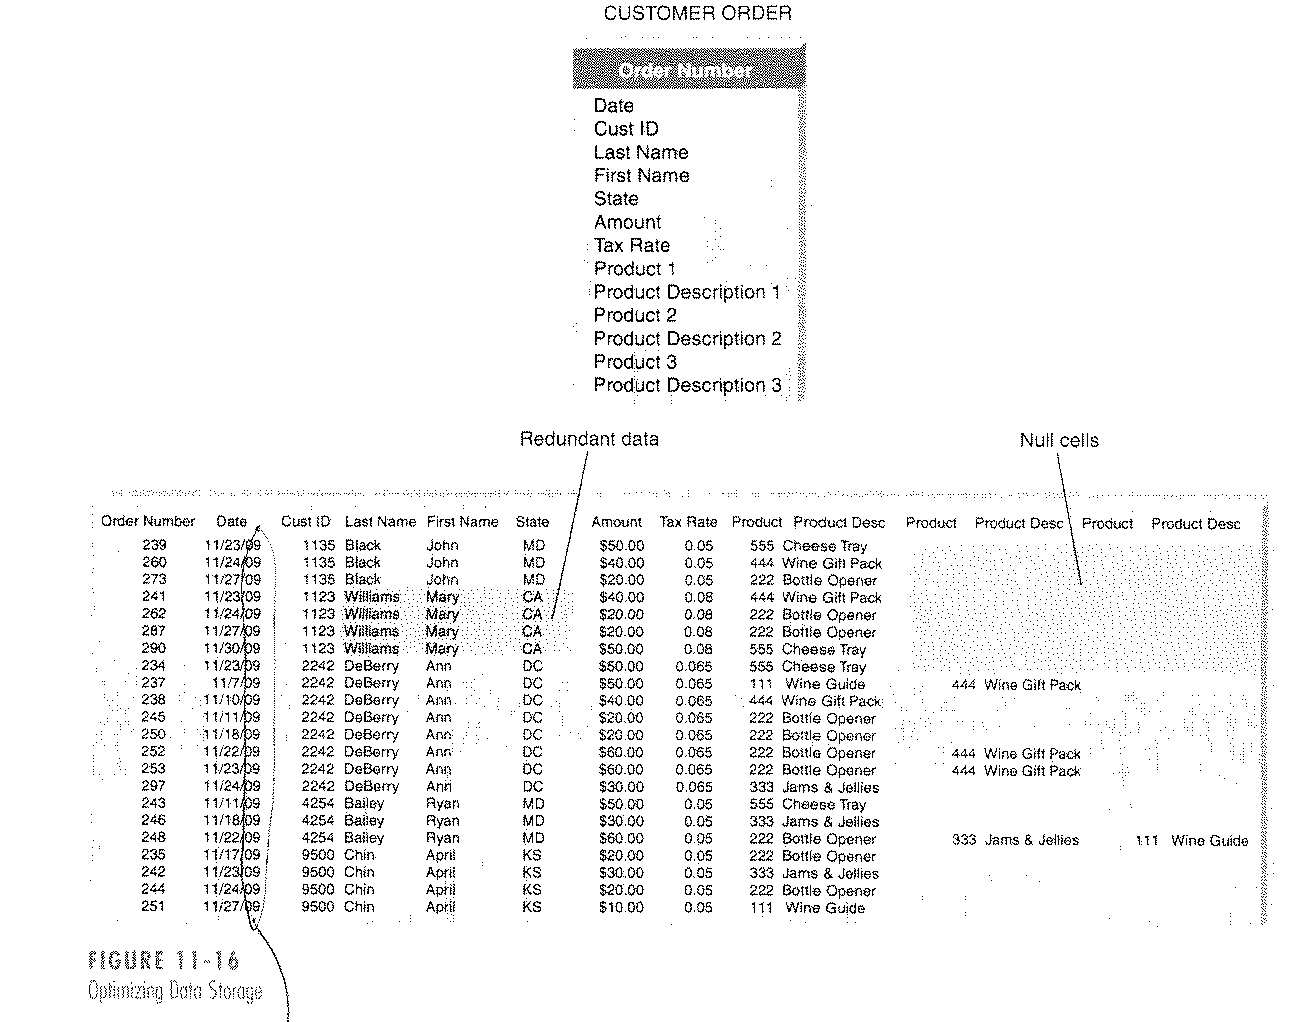 CUSTOMER ORDER
Order Number
Date
Cust ID
Last Name
First Name
State
Amount
Tax Rate
Product 1
Product Description 1
Product 2
Product Description 2
Product 3
Product Description 3
Redundant data Null cells
Order Number Date Cust ID Last Name First Name State Amount Tax Rate Product Product Desc Product Product Desc Product Product Desc
239 11/23/09 1135 Black John MD $50.00 0.05 555 Cheese Tray
260 11/24/09 1135 Black John MD $40.00 0.05 444 Wine Gift Pack
273 11/27/09 1135 Black John MD $20.00 0.05 222 Bottle Opener
241 11/23/09 1123 Williams Mary CA $40.00 0.08 444 Wine Gift Pack
262 11/24/09 1123 Williams Mary CA $20.00 0.08 222 Bottle Opener
287 11/27/09 1123 Williams Mary CA $20.00 0.08 222 Bottle Opener
290 11/30/09 1123 Williams Mary CA $50.00 0.08 555 Cheese Tray
234 11/23/09 2242 DeBerry Ann DC $50.00 0.065 555 Cheese Tray
237 11/7/09 2242 DeBerry Ann DC $50.00 0.065 111 Wine Guide 444 Wine Gift Pack
238 11/10/09 2242 DeBerry Ann DC $40.00 0.065 444 Wine Gift Pack
245 11/11/09 2242 DeBerry Ann DC $20.00 0.065 222 Bottle Opener
250 11/18/09 2242 DeBerry Ann DC $20.00 0.065 222 Bottle Opener
252 11/22/09 2242 DeBerry Ann DC $60.00 0.065 222 Bottle Opener 444 Wine Gift Pack
253 11/23/09 2242 DeBerry Ann DC $60.00 0.065 222 Bottle Opener 444 Wine Gift Pack
297 11/24/09 2242 DeBerry Ann DC $30.00 0.065 333 Jams & Jellies
243 11/11/09 4254 Bailey Ryan MD $50.00 0.05 555 Cheese Tray
246 11/18/09 4254 Bailey Ryan MD $30.00 0.05 333 Jams & Jellies
248 11/22/09 4254 Bailey Ryan MD $60.00 0.05 222 Bottle Opener 333 Jams & Jellies 111 Wine Guide
235 11/17/09 9500 Chin April KS $20.00 0.05 222 Bottle Opener
242 11/23/09 9500 Chin April KS $30.00 0.05 333 Jams & Jellies
244 11/24/09 9500 Chin April KS $20.00 0.05 222 Bottle Opener
251 11/27/09 9500 Chin April KS $10.00 0.05 111 Wine Guide
FIGURE 11-16
Optimizing Data Storage